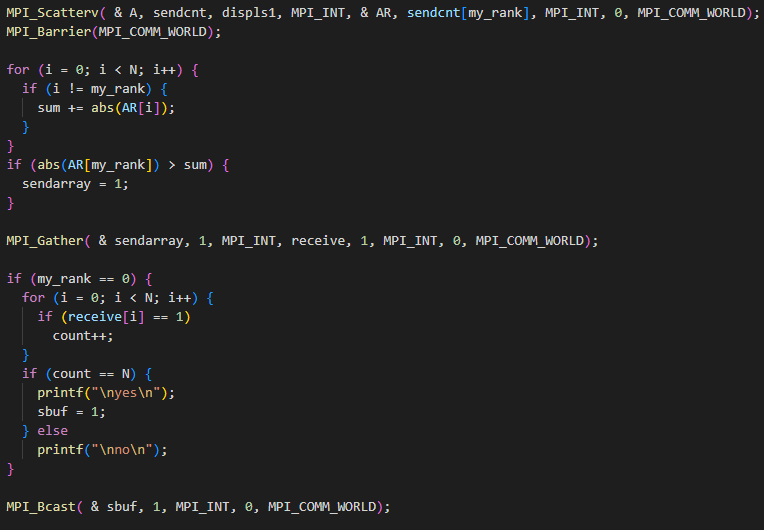 MPI_Scatterv( & A, sendcnt, displs1, MPI_INT, & AR, sendcnt[my_rank], MPI_INT, 0, MPI_COMM_WORLD);
MPI_Barrier(MPI_COMM_WORLD);

for (i = 0; i < N; i++) {
  if (i != my_rank) {
    sum += abs(AR[i]);
  }
}
if (abs(AR[my_rank]) > sum) {
  sendarray = 1;
}

MPI_Gather( & sendarray, 1, MPI_INT, receive, 1, MPI_INT, 0, MPI_COMM_WORLD);

if (my_rank == 0) {
  for (i = 0; i < N; i++) {
    if (receive[i] == 1)
      count++;
  }
  if (count == N) {
    printf("\nyes\n");
    sbuf = 1;
  } else
    printf("\nno\n");
}

MPI_Bcast( & sbuf, 1, MPI_INT, 0, MPI_COMM_WORLD);